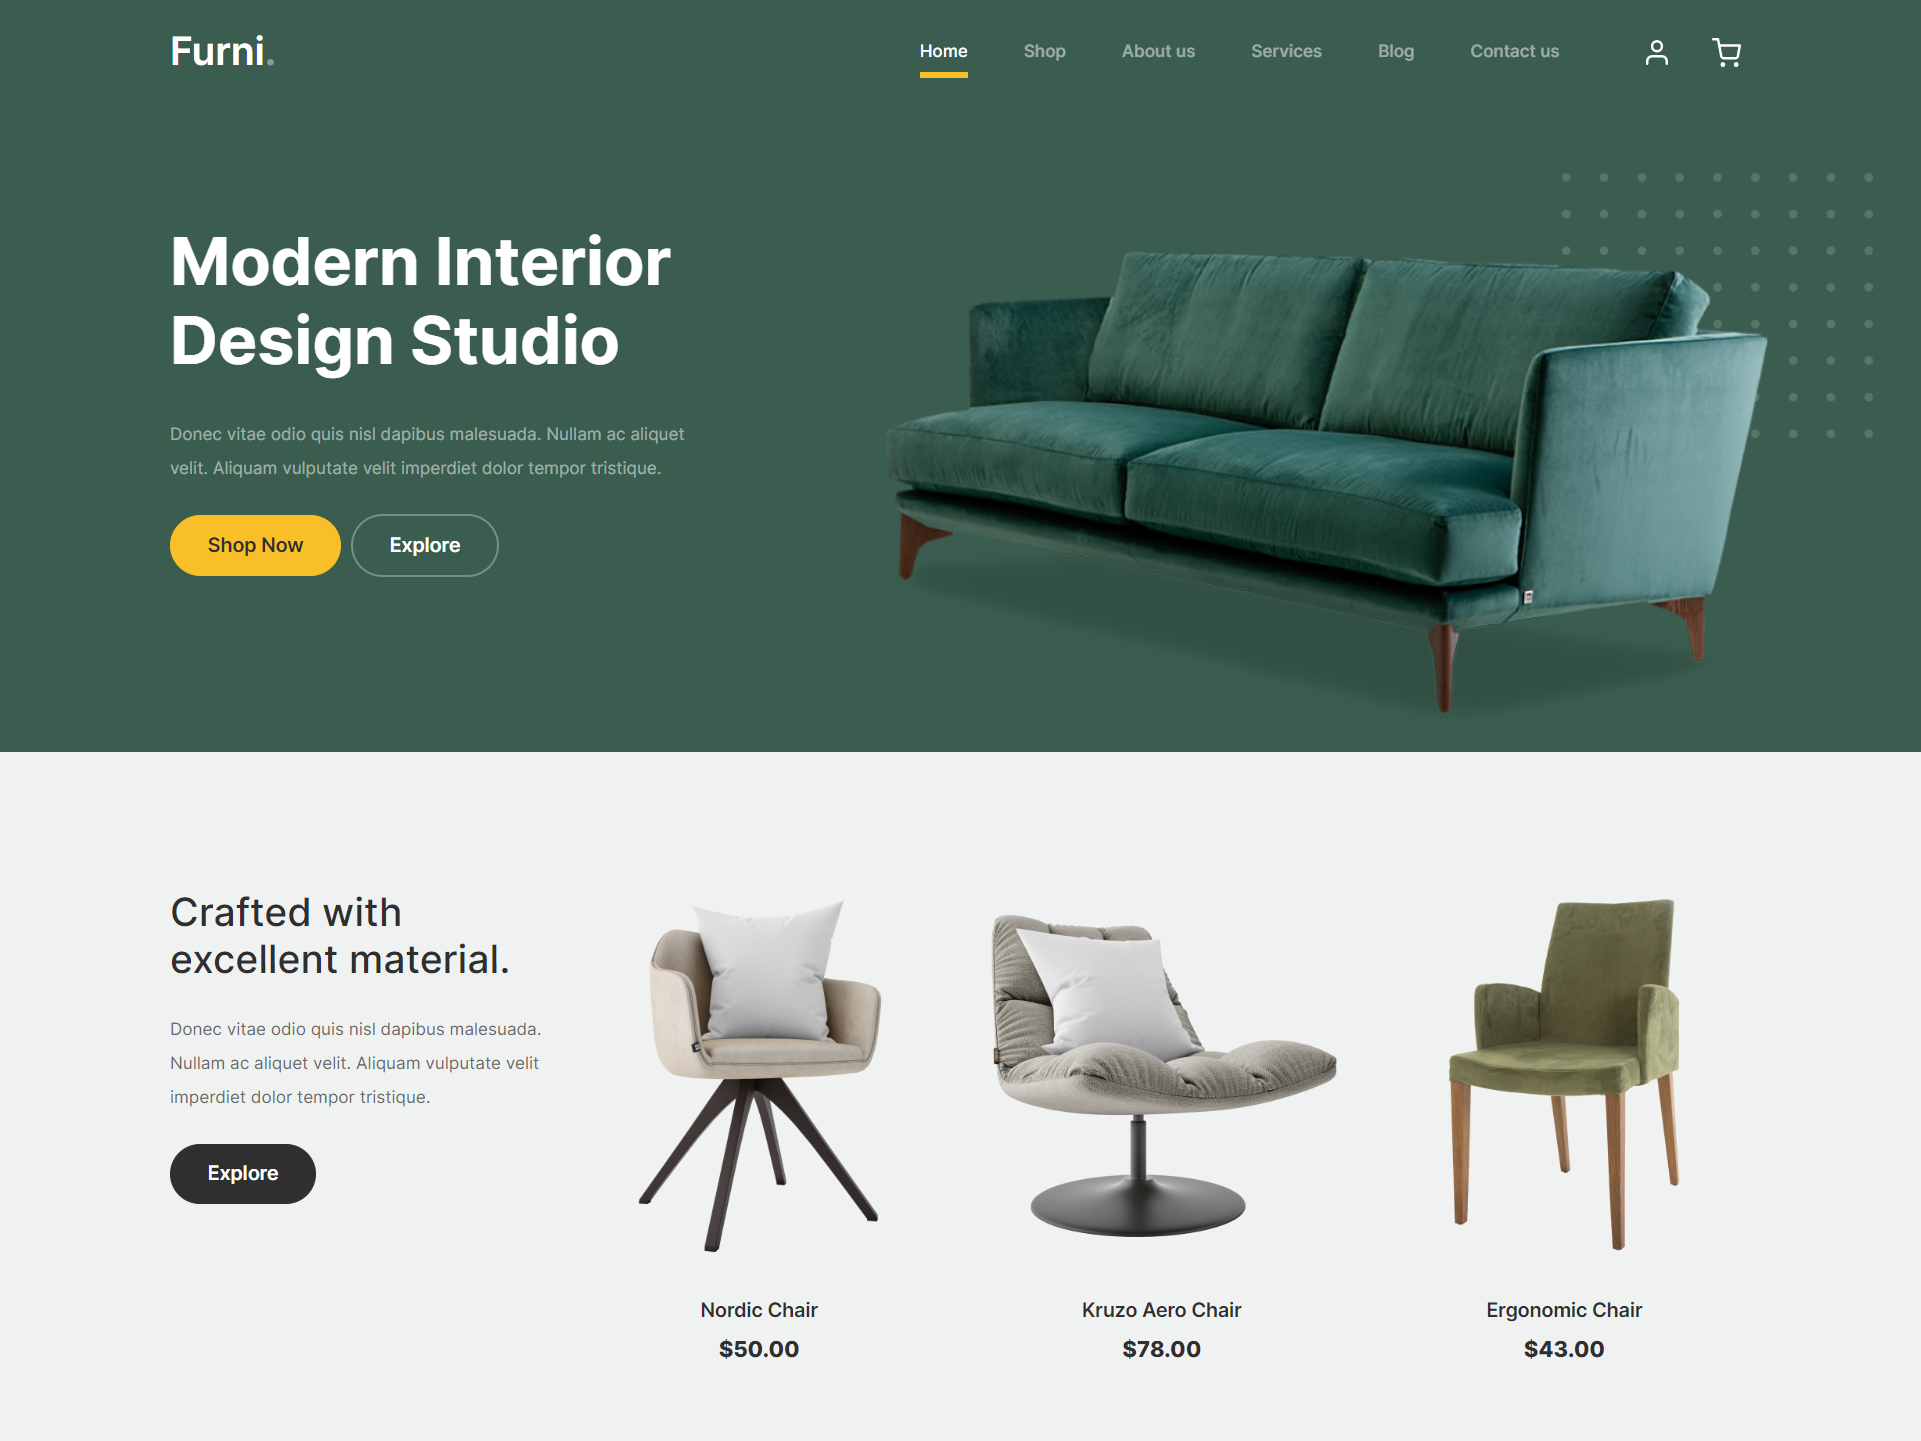 Furni.
Home
Shop
About us
Services
Blog
Contact us
Modern Interior
Design Studio
Donec vitae odio quis nisl dapibus malesuada. Nullam ac aliquet
velit. Aliquam vulputate velit imperdiet dolor tempor tristique.
Shop Now
Explore
Crafted with
excellent material.
Donec vitae odio quis nisl dapibus malesuada.
Nullam ac aliquet velit. Aliquam vulputate velit
imperdiet dolor tempor tristique.
Explore
Nordic Chair
$50.00
Kruzo Aero Chair
$78.00
Ergonomic Chair
$43.00